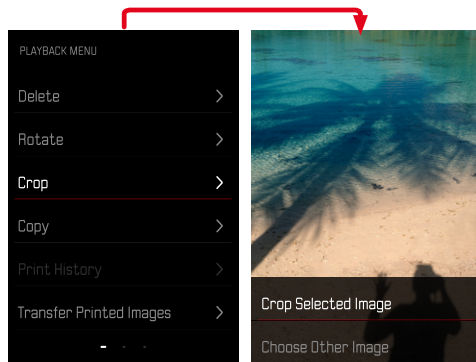 PLAYBACK MENU
Delete
Rotate
Crop
Copy
Print History
Transfer Printed Images
Crop Selected Image
Choose Other Image